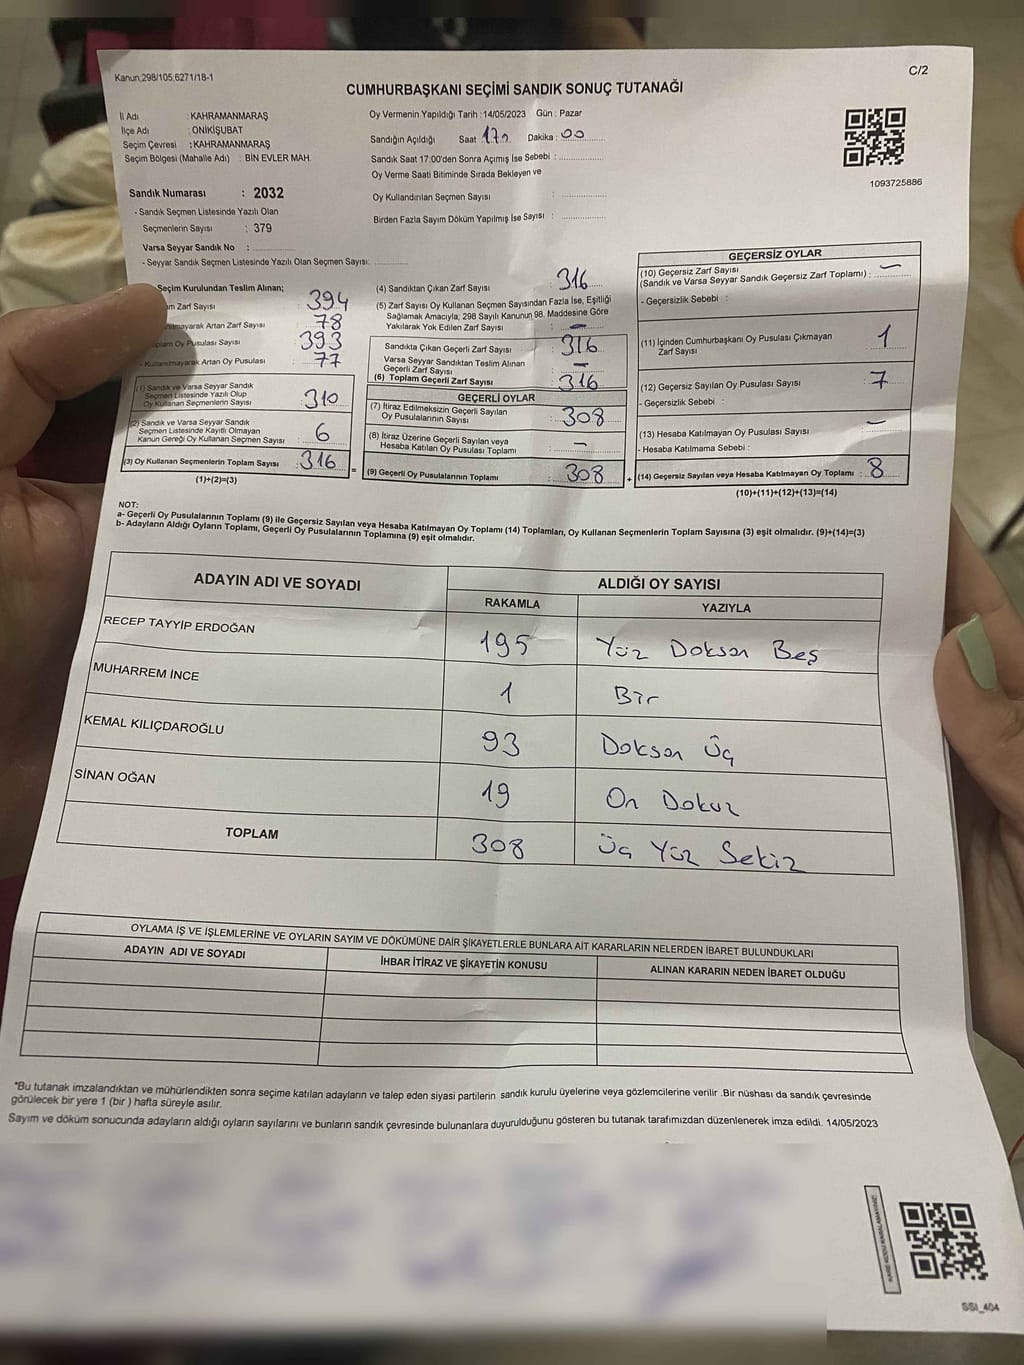 Kanun,298/105,6271/18-1
C/2
CUMHURBAŞKANI SEÇİMİ SANDIK SONUÇ TUTANAĞI
İl Adı : KAHRAMANMARAŞ
İlçe Adı : ONİKİŞUBAT
Seçim Çevresi : KAHRAMANMARAŞ
Seçim Bölgesi (Mahalle Adı) : BİN EVLER MAH.
Sandık Numarası : 2032
- Sandık Seçmen Listesinde Yazılı Olan
Seçmenlerin Sayısı : 379
Varsa Seyyar Sandık No :
- Seyyar Sandık Seçmen Listesinde Yazılı Olan Seçmen Sayısı:
Oy Vermenin Yapıldığı Tarih : 14/05/2023 Gün : Pazar
Sandığın Açıldığı Saat Dakika : 00
Sandık Saat 17:00'den Sonra Açımış İse Sebebi :
Oy Verme Saati Bitiminde Sırada Bekleyen ve
Oy Kullandırılan Seçmen Sayısı :
Birden Fazla Sayım Döküm Yapılmış İse Sayısı :
1093725886
Seçim Kurulundan Teslim Alınan;
Zarf Sayısı 394
Artan Zarf Sayısı 78
Oy Pusulası Sayısı 393
- Kullanılmayarak Artan Oy Pusulası 77
(1) Sandık ve Varsa Seyyar Sandık
Seçmen Listesinde Yazılı Olup
Oy Kullanan Seçmenlerin Sayısı 310
(2) Sandık ve Varsa Seyyar Sandık
Seçmen Listesinde Kayıtlı Olmayan
Kanun Gereği Oy Kullanan Seçmen Sayısı 6
(3) Oy Kullanan Seçmenlerin Toplam Sayısı 316
(1)+(2)=(3)
=
(4) Sandıktan Çıkan Zarf Sayısı 316
(5) Zarf Sayısı Oy Kullanan Seçmen Sayısından Fazla İse, Eşitliği
Sağlamak Amacıyla; 298 Sayılı Kanunun 98. Maddesine Göre
Yakılarak Yok Edilen Zarf Sayısı : —
Sandıkta Çıkan Geçerli Zarf Sayısı : 316
Varsa Seyyar Sandıktan Teslim Alınan
Geçerli Zarf Sayısı : —
(6) Toplam Geçerli Zarf Sayısı : 316
GEÇERLİ OYLAR
(7) İtiraz Edilmeksizin Geçerli Sayılan
Oy Pusulalarının Sayısı : 308
(8) İtiraz Üzerine Geçerli Sayılan veya
Hesaba Katılan Oy Pusulası Toplamı : —
(9) Geçerli Oy Pusulalarının Toplamı : 308
+
GEÇERSİZ OYLAR
(10) Geçersiz Zarf Sayısı
(Sandık ve Varsa Seyyar Sandık Geçersiz Zarf Toplamı) : —
- Geçersizlik Sebebi :
(11) İçinden Cumhurbaşkanı Oy Pusulası Çıkmayan
Zarf Sayısı : 1
(12) Geçersiz Sayılan Oy Pusulası Sayısı : 7
- Geçersizlik Sebebi :
(13) Hesaba Katılmayan Oy Pusulası Sayısı : —
- Hesaba Katılmama Sebebi :
(14) Geçersiz Sayılan veya Hesaba Katılmayan Oy Toplamı : 8
(10)+(11)+(12)+(13)=(14)
NOT:
a- Geçerli Oy Pusulalarının Toplamı (9) ile Geçersiz Sayılan veya Hesaba Katılmayan Oy Toplamı (14) Toplamları, Oy Kullanan Seçmenlerin Toplam Sayısına (3) eşit olmalıdır. (9)+(14)=(3)
b- Adayların Aldığı Oyların Toplamı, Geçerli Oy Pusulalarının Toplamına (9) eşit olmalıdır.
ADAYIN ADI VE SOYADI
ALDIĞI OY SAYISI
RAKAMLA YAZIYLA
RECEP TAYYİP ERDOĞAN 195 Yüz Doksan Beş
MUHARREM İNCE 1 Bir
KEMAL KILIÇDAROĞLU 93 Doksan Üç
SİNAN OĞAN 19 On Dokuz
TOPLAM 308 Üç Yüz Sekiz
OYLAMA İŞ VE İŞLEMLERİNE VE OYLARIN SAYIM VE DÖKÜMÜNE DAİR ŞİKAYETLERLE BUNLARA AİT KARARLARIN NELERDEN İBARET BULUNDUKLARI
ADAYIN ADI VE SOYADI İHBAR İTİRAZ VE ŞİKAYETİN KONUSU ALINAN KARARIN NEDEN İBARET OLDUĞU
*Bu tutanak imzalandıktan ve mühürlendikten sonra seçime katılan adayların ve talep eden siyasi partilerin sandık kurulu üyelerine veya gözlemcilerine verilir .Bir nüshası da sandık çevresinde
görülecek bir yere 1 (bir ) hafta süreyle asılır.
Sayım ve döküm sonucunda adayların aldığı oyların sayılarını ve bunların sandık çevresinde bulunanlara duyurulduğunu gösteren bu tutanak tarafımızdan düzenlenerek imza edildi. 14/05/2023
SSI_404